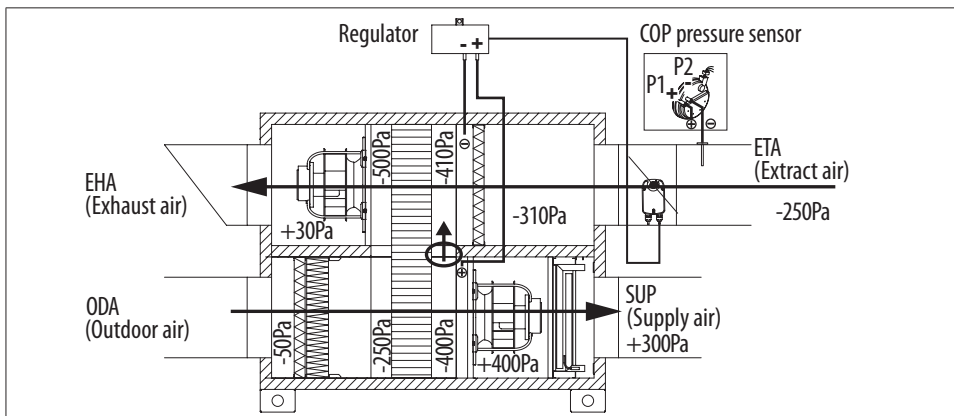 Regulator
- +
COP pressure sensor
P1 + P2 -
⊕ ⊖
EHA
(Exhaust air)
+30Pa
-500Pa
-410Pa
⊖
-310Pa
ETA
(Extract air)
-250Pa
ODA
(Outdoor air)
-50Pa
-250Pa
-400Pa
⊕
+400Pa
SUP
(Supply air)
+300Pa